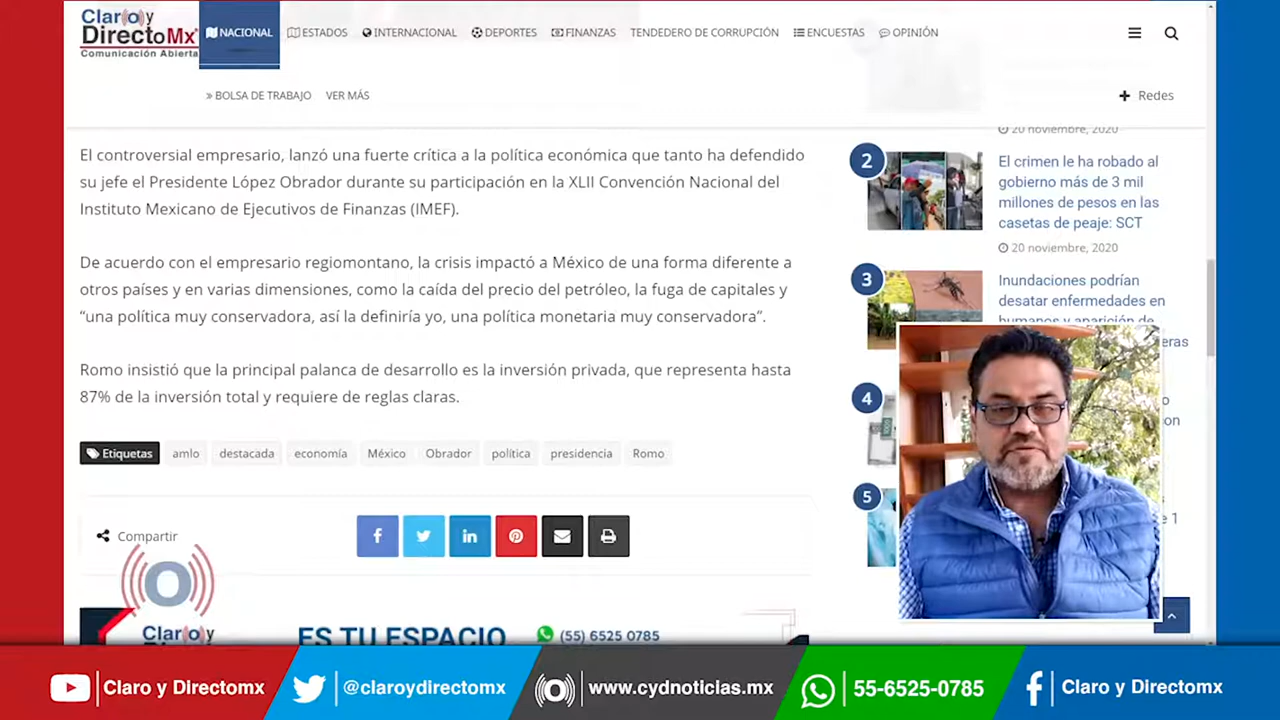 Claro y
DirectoMx
Comunicación Abierta
NACIONAL
ESTADOS
INTERNACIONAL
DEPORTES
FINANZAS
TENDEDERO DE CORRUPCIÓN
ENCUESTAS
OPINIÓN
» BOLSA DE TRABAJO
VER MÁS
+ Redes
El controversial empresario, lanzó una fuerte crítica a la política económica que tanto ha defendido
su jefe el Presidente López Obrador durante su participación en la XLII Convención Nacional del
Instituto Mexicano de Ejecutivos de Finanzas (IMEF).
De acuerdo con el empresario regiomontano, la crisis impactó a México de una forma diferente a
otros países y en varias dimensiones, como la caída del precio del petróleo, la fuga de capitales y
“una política muy conservadora, así la definiría yo, una política monetaria muy conservadora”.
Romo insistió que la principal palanca de desarrollo es la inversión privada, que representa hasta
87% de la inversión total y requiere de reglas claras.
Etiquetas
amlo
destacada
economía
México
Obrador
política
presidencia
Romo
Compartir
20 noviembre, 2020
2
El crimen le ha robado al
gobierno más de 3 mil
millones de pesos en las
casetas de peaje: SCT
20 noviembre, 2020
3
Inundaciones podrían
desatar enfermedades en
humanos y aparición de
eras
4
o
on
5
e 1
Claro y
ES TU ESPACIO
(55) 6525 0785
Claro y Directomx
@claroydirectomx
www.cydnoticias.mx
55-6525-0785
Claro y Directomx